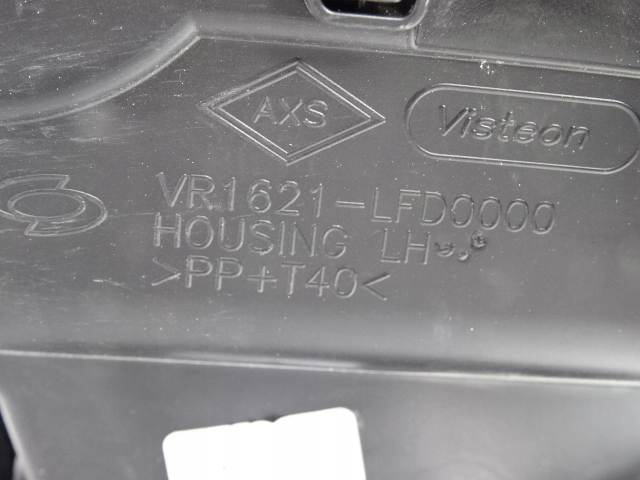 AXS
Visteon
VR1621-LFD0000
HOUSING LH
>PP+T40<